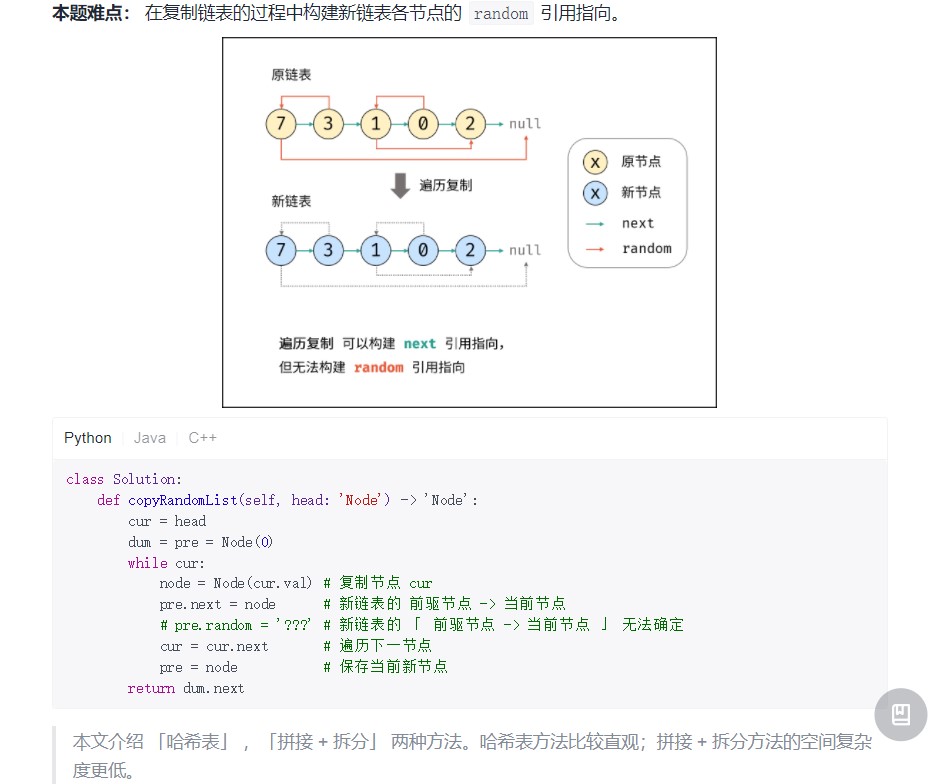 本题难点： 在复制链表的过程中构建新链表各节点的 random 引用指向。
原链表
7 3 1 0 2 null
X 原节点
遍历复制
X 新节点
新链表
next
7 3 1 0 2 null
random
遍历复制 可以构建 next 引用指向，
但无法构建 random 引用指向
Python Java C++
class Solution:
    def copyRandomList(self, head: 'Node') -> 'Node':
        cur = head
        dum = pre = Node(0)
        while cur:
            node = Node(cur.val) # 复制节点 cur
            pre.next = node      # 新链表的 前驱节点 -> 当前节点
            # pre.random = '???' # 新链表的 「 前驱节点 -> 当前节点 」 无法确定
            cur = cur.next       # 遍历下一节点
            pre = node           # 保存当前新节点
        return dum.next
本文介绍 「哈希表」 ，「拼接 + 拆分」 两种方法。哈希表方法比较直观；拼接 + 拆分方法的空间复杂
度更低。